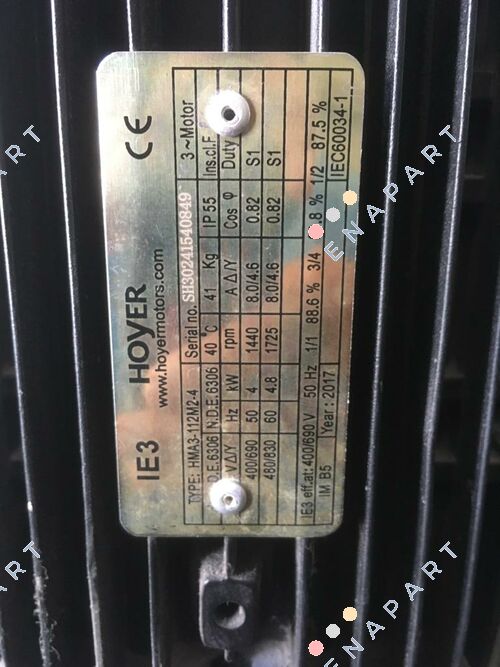 IE3 HOYER CE
www.hoyermotors.com
TYPE: HMA3-112M2-4 Serial no. SH30241540849 3~Motor
D.E.6306 N.D.E.6306 40 °C 41 Kg IP 55 Ins.cl.F
V Δ/Y Hz kW rpm A Δ/Y Cos φ Duty
400/690 50 4 1440 8.0/4.6 0.82 S1
460/830 60 4.8 1725 8.0/4.6 0.82 S1
IE3 eff.at: 400/690 V 50 Hz 1/1 88.6 % 3/4 % 1/2 87.5 %
IM B5 Year : 2017 IEC60034-1
ENAPART
ENAPART
ENAPART
ENAPART